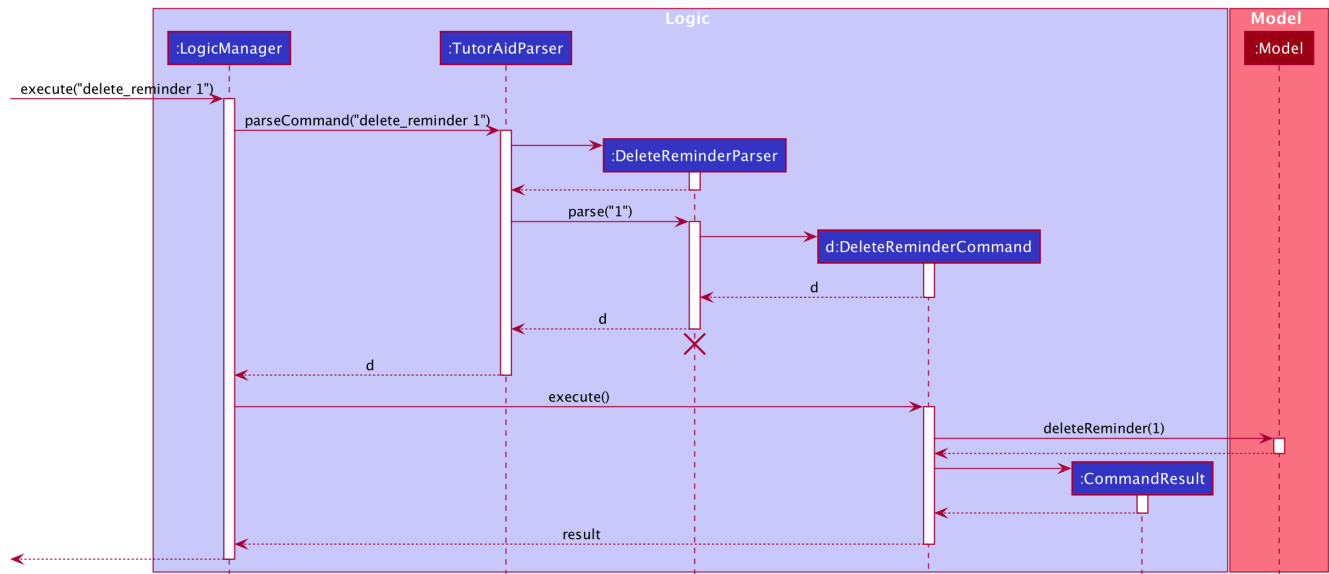 Logic
Model
:LogicManager
:TutorAidParser
:Model
execute("delete_reminder 1")
parseCommand("delete_reminder 1")
:DeleteReminderParser
parse("1")
d:DeleteReminderCommand
d
d
d
execute()
deleteReminder(1)
:CommandResult
result